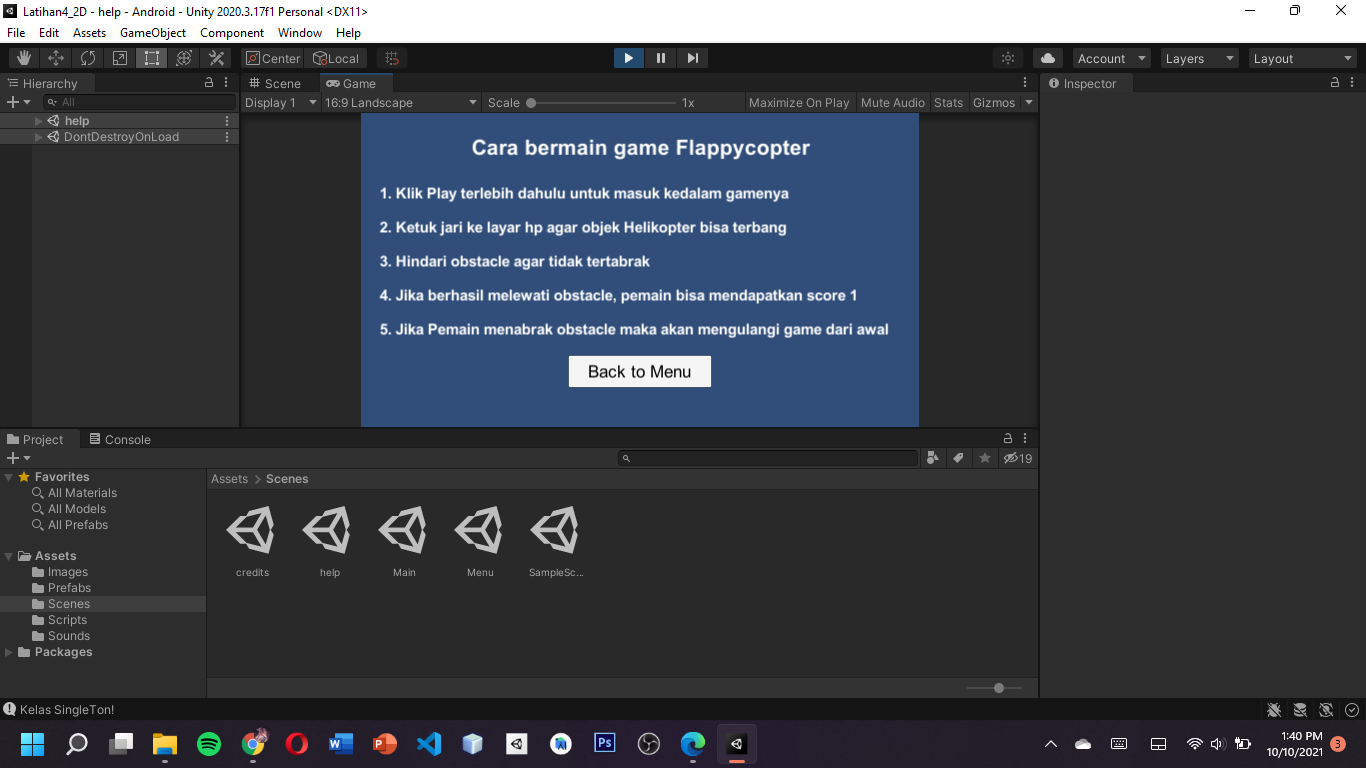 Latihan4_2D - help - Android - Unity 2020.3.17f1 Personal <DX11>
File Edit Assets GameObject Component Window Help
Center Local Account Layers Layout
Hierarchy Scene Game Inspector
All Display 1 16:9 Landscape Scale 1x Maximize On Play Mute Audio Stats Gizmos
help
DontDestroyOnLoad
Cara bermain game Flappycopter
1. Klik Play terlebih dahulu untuk masuk kedalam gamenya
2. Ketuk jari ke layar hp agar objek Helikopter bisa terbang
3. Hindari obstacle agar tidak tertabrak
4. Jika berhasil melewati obstacle, pemain bisa mendapatkan score 1
5. Jika Pemain menabrak obstacle maka akan mengulangi game dari awal
Back to Menu
Project Console
19
Favorites
All Materials
All Models
All Prefabs
Assets
Images
Prefabs
Scenes
Scripts
Sounds
Packages
Assets > Scenes
credits help Main Menu SampleSc...
Kelas SingleTon!
W P Ps
1:40 PM
10/10/2021 3